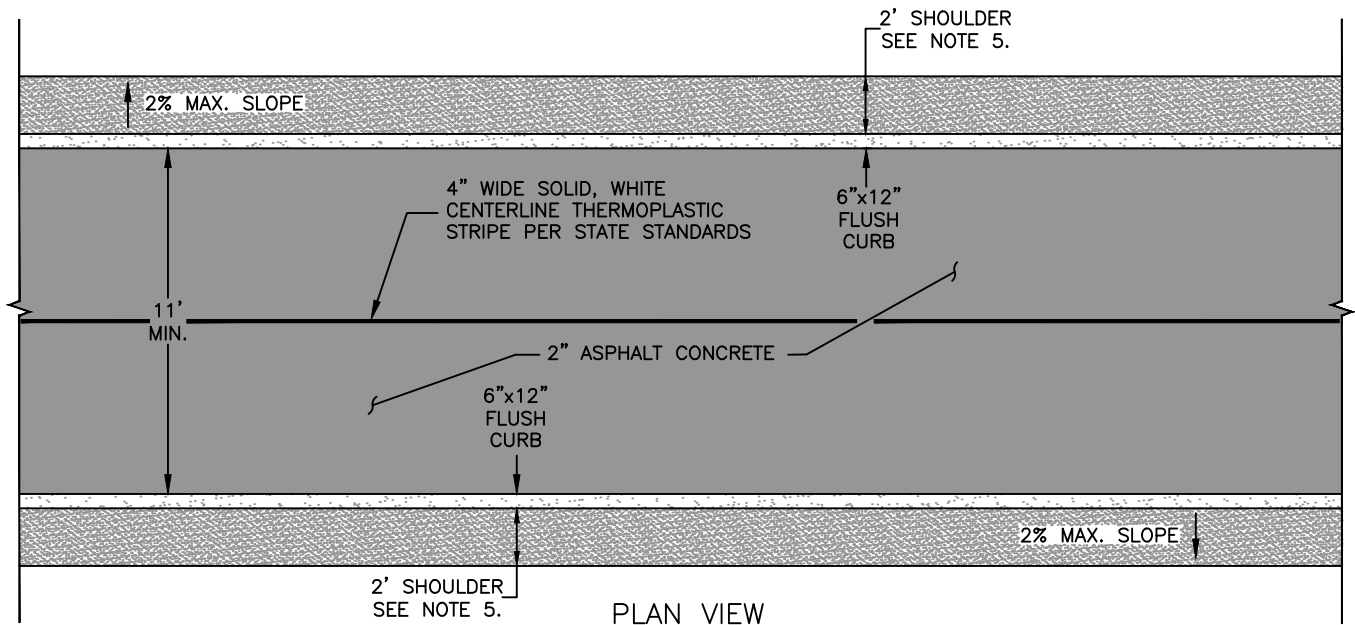 2' SHOULDER
SEE NOTE 5.
2% MAX. SLOPE
4" WIDE SOLID, WHITE
CENTERLINE THERMOPLASTIC
STRIPE PER STATE STANDARDS
6"x12"
FLUSH
CURB
11'
MIN.
2" ASPHALT CONCRETE
6"x12"
FLUSH
CURB
2% MAX. SLOPE
2' SHOULDER
SEE NOTE 5.
PLAN VIEW